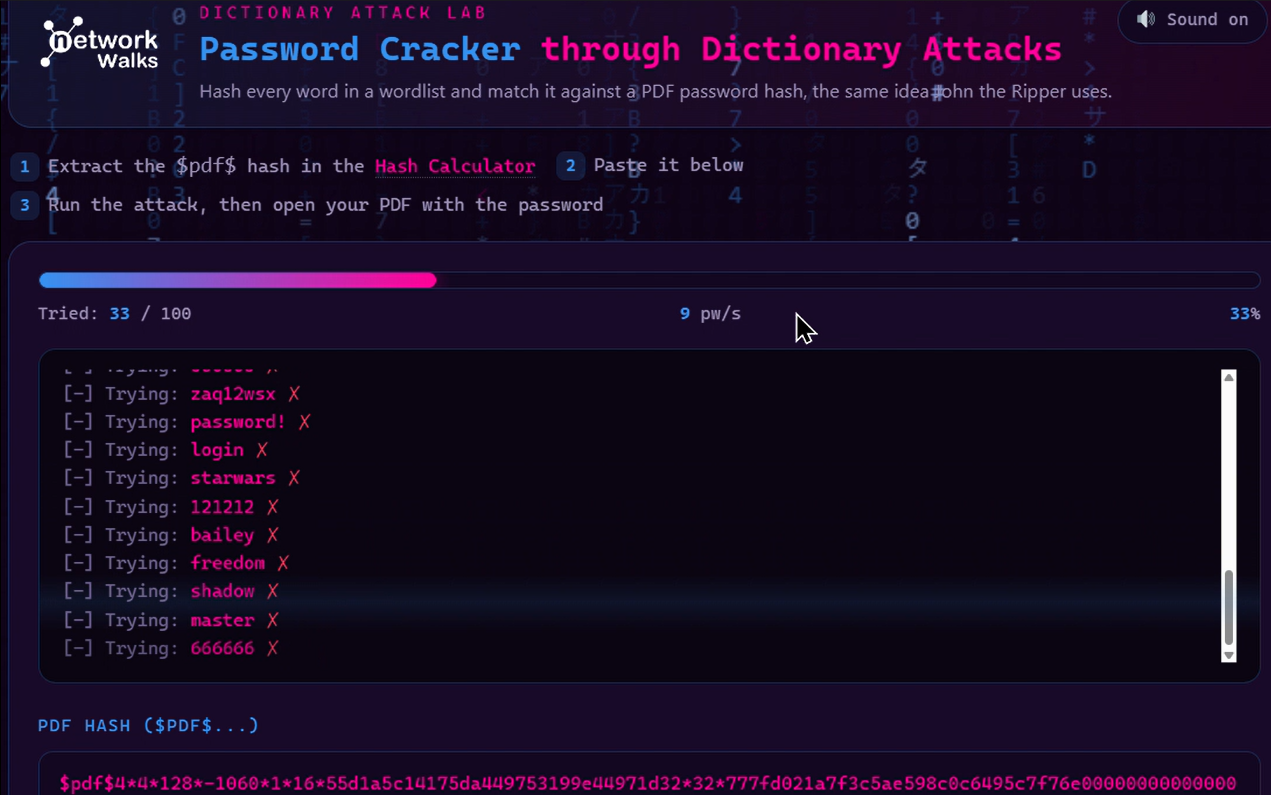 network
Walks
DICTIONARY ATTACK LAB
Password Cracker through Dictionary Attacks
Hash every word in a wordlist and match it against a PDF password hash, the same idea John the Ripper uses.
Sound on
1 Extract the $pdf$ hash in the Hash Calculator 2 Paste it below
3 Run the attack, then open your PDF with the password
Tried: 33 / 100 9 pw/s 33%
[-] Trying: zaq12wsx ✗
[-] Trying: password! ✗
[-] Trying: login ✗
[-] Trying: starwars ✗
[-] Trying: 121212 ✗
[-] Trying: bailey ✗
[-] Trying: freedom ✗
[-] Trying: shadow ✗
[-] Trying: master ✗
[-] Trying: 666666 ✗
PDF HASH ($PDF$...)
$pdf$4*4*128*-1060*1*16*55d1a5c14175da449753199e44971d32*32*777fd021a7f3c5ae598c0c6495c7f76e00000000000000